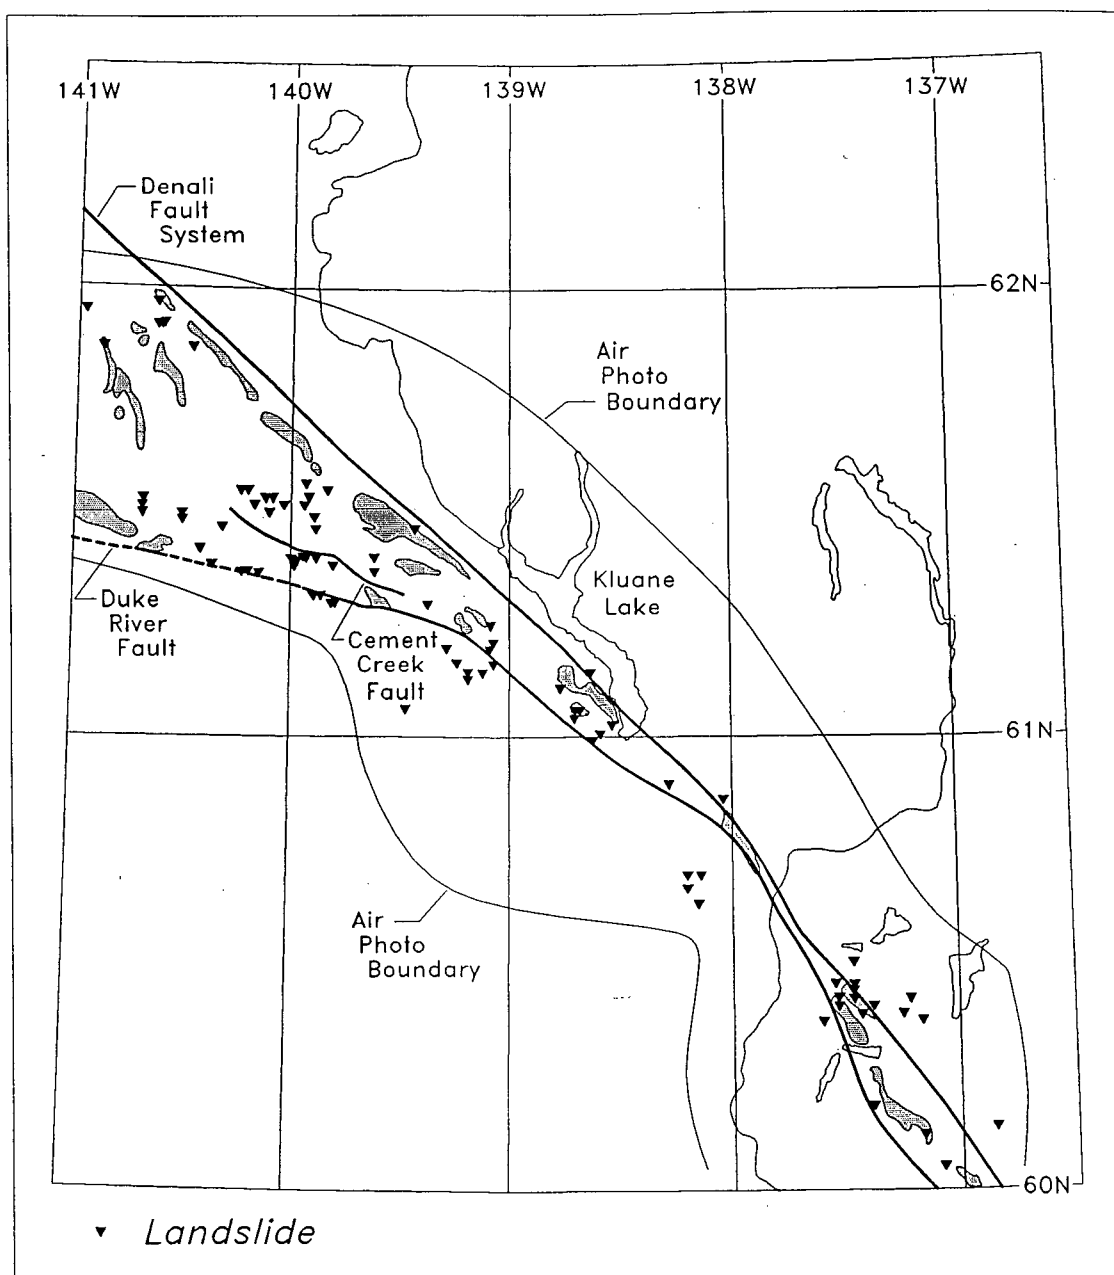 141W
140W
139W
138W
137W
Denali
Fault
System
62N
Air
Photo
Boundary
Kluane
Lake
Duke
River
Fault
Cement
Creek
Fault
61N
Air
Photo
Boundary
60N
Landslide